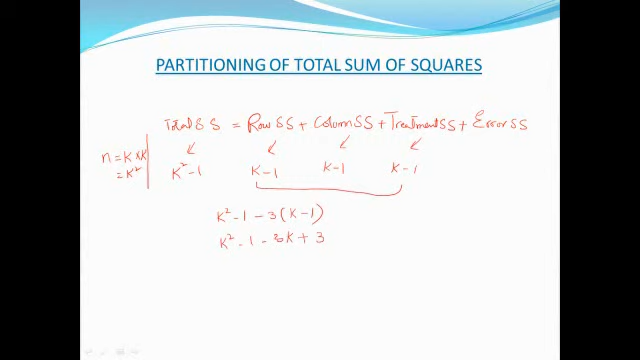 PARTITIONING OF TOTAL SUM OF SQUARES
Total SS = Row SS + Column SS + Treatment SS + Error SS
n = K × K
= K²
K² - 1 K - 1 K - 1 K - 1
K² - 1 - 3 (K - 1)
K² - 1 - 3K + 3